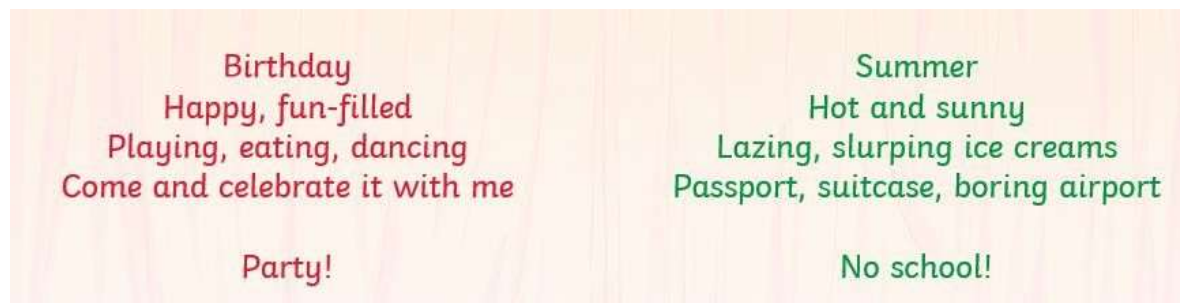 Birthday
Happy, fun-filled
Playing, eating, dancing
Come and celebrate it with me
Party!
Summer
Hot and sunny
Lazing, slurping ice creams
Passport, suitcase, boring airport
No school!